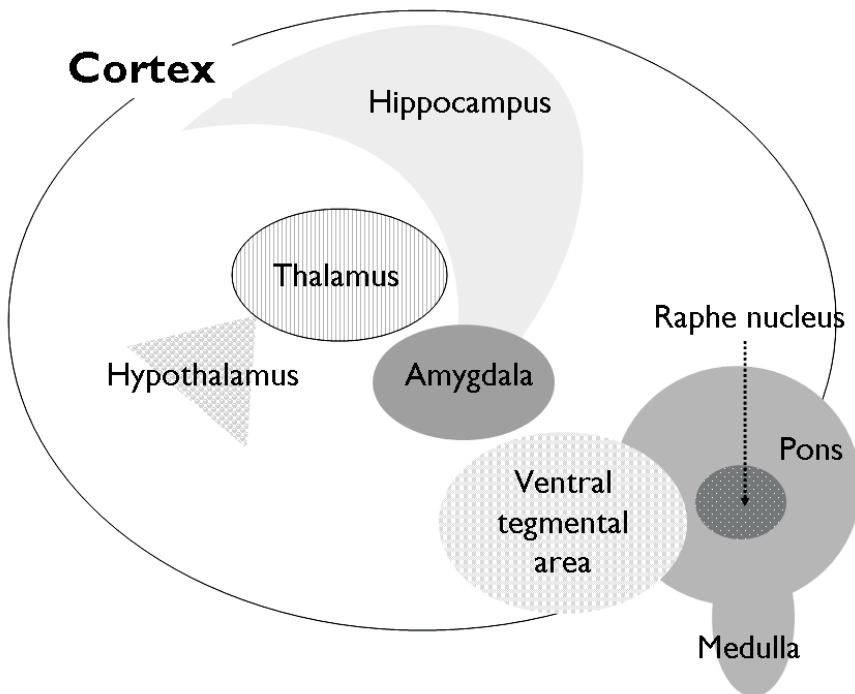 Cortex
Hippocampus
Thalamus
Raphe nucleus
Hypothalamus
Amygdala
Pons
Ventral
tegmental
area
Medulla